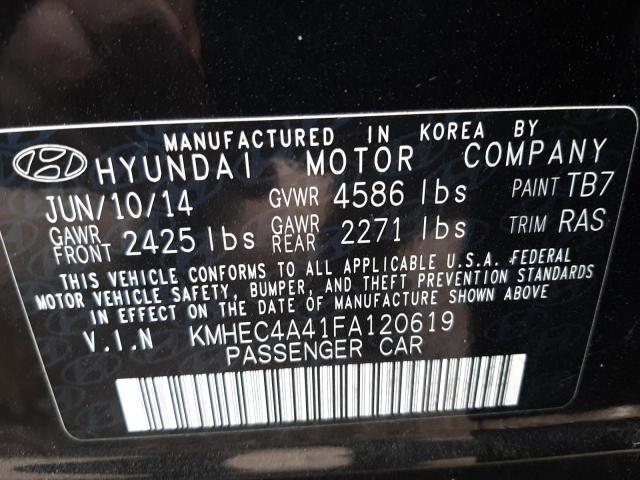 MANUFACTURED IN KOREA BY
HYUNDAI MOTOR COMPANY
JUN/10/14 GVWR 4586 lbs PAINT TB7
GAWR FRONT 2425 lbs GAWR REAR 2271 lbs TRIM RAS
THIS VEHICLE CONFORMS TO ALL APPLICABLE U.S.A. FEDERAL
MOTOR VEHICLE SAFETY, BUMPER, AND THEFT PREVENTION STANDARDS
IN EFFECT ON THE DATE OF MANUFACTURE SHOWN ABOVE
V.I.N KMHEC4A41FA120619
PASSENGER CAR